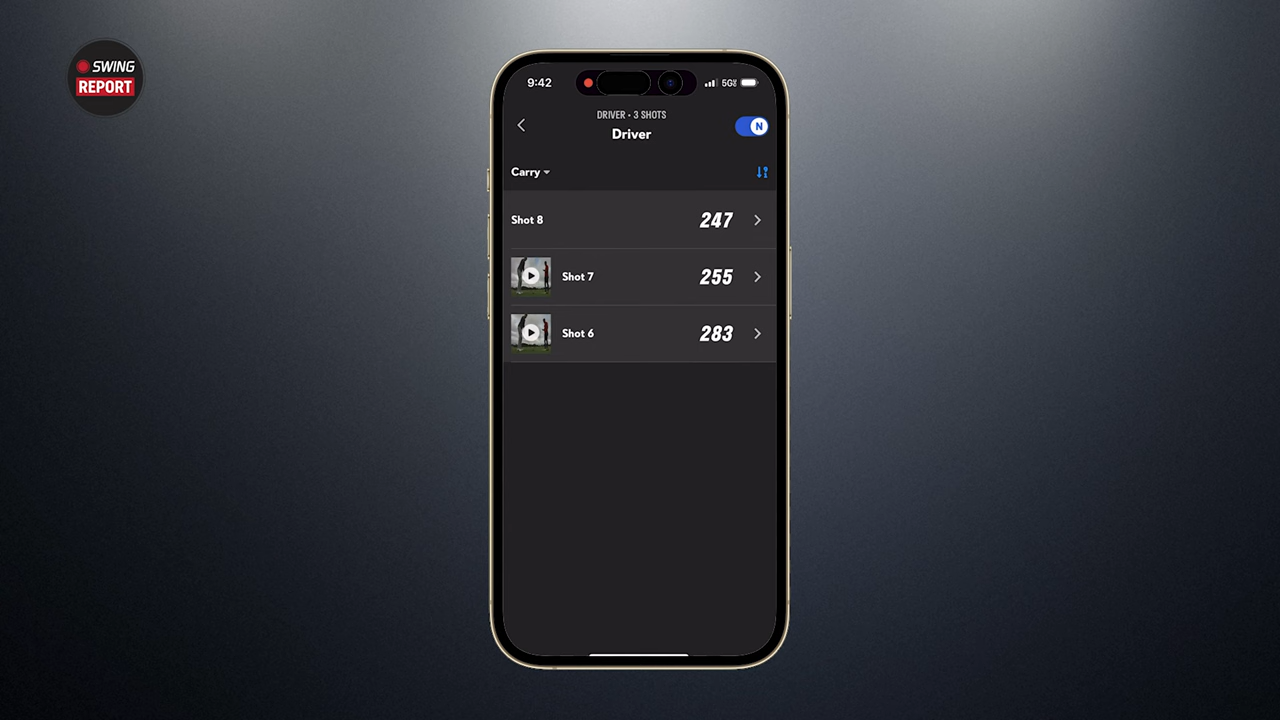 SWING
REPORT
9:42
5G
DRIVER • 3 SHOTS
Driver
N
Carry
Shot 8
247
Shot 7
255
Shot 6
283